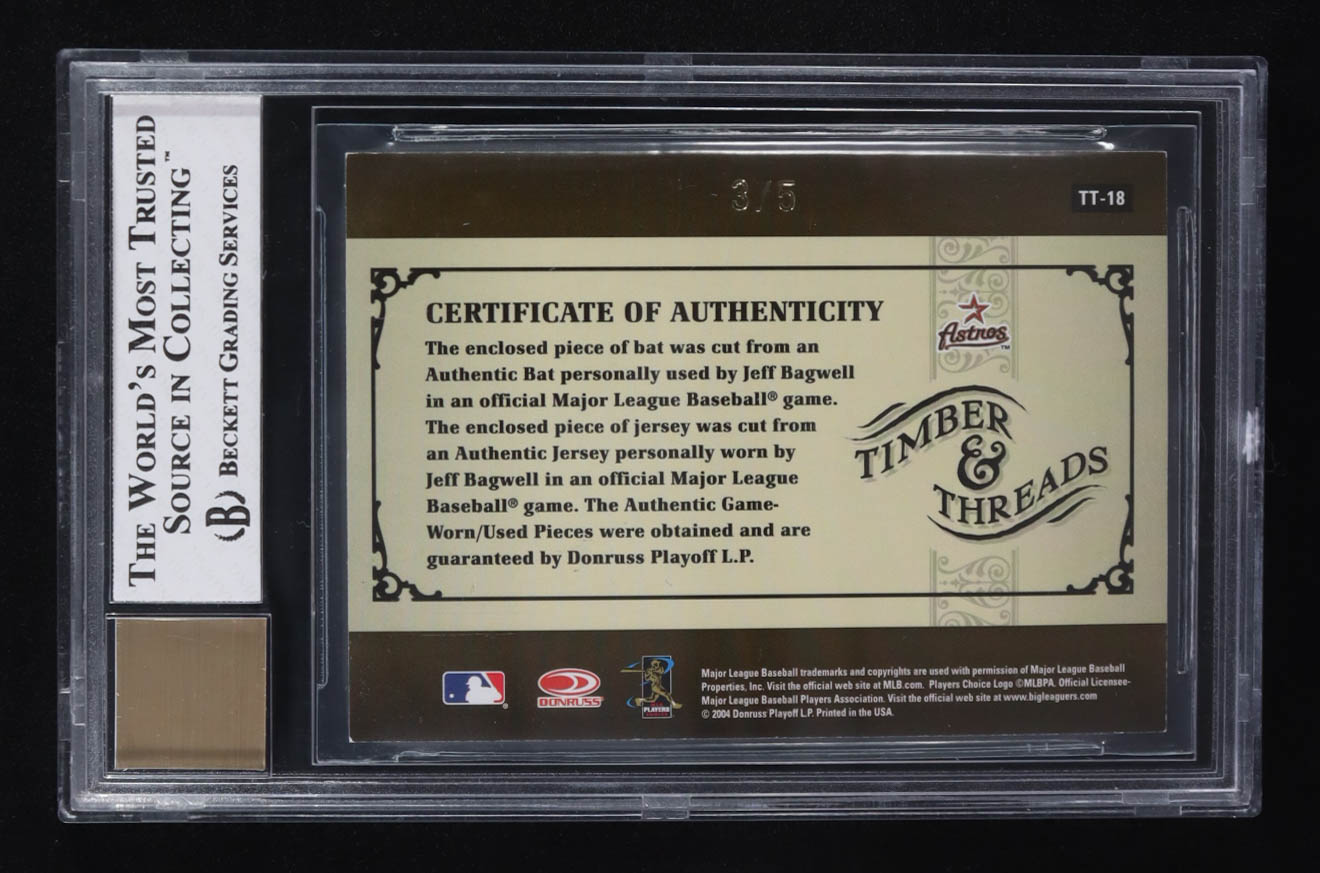 THE WORLD'S MOST TRUSTED
SOURCE IN COLLECTING™
B BECKETT GRADING SERVICES
3/5
TT-18
CERTIFICATE OF AUTHENTICITY
The enclosed piece of bat was cut from an
Authentic Bat personally used by Jeff Bagwell
in an official Major League Baseball® game.
The enclosed piece of jersey was cut from
an Authentic Jersey personally worn by
Jeff Bagwell in an official Major League
Baseball® game. The Authentic Game-
Worn/Used Pieces were obtained and are
guaranteed by Donruss Playoff L.P.
Astros™
TIMBER
&
THREADS
DONRUSS
PLAYERS
Major League Baseball trademarks and copyrights are used with permission of Major League Baseball
Properties, Inc. Visit the official web site at MLB.com. Players Choice Logo ©MLBPA, Official Licensee-
Major League Baseball Players Association. Visit the official web site at www.bigleaguers.com
© 2004 Donruss Playoff L.P. Printed in the USA.